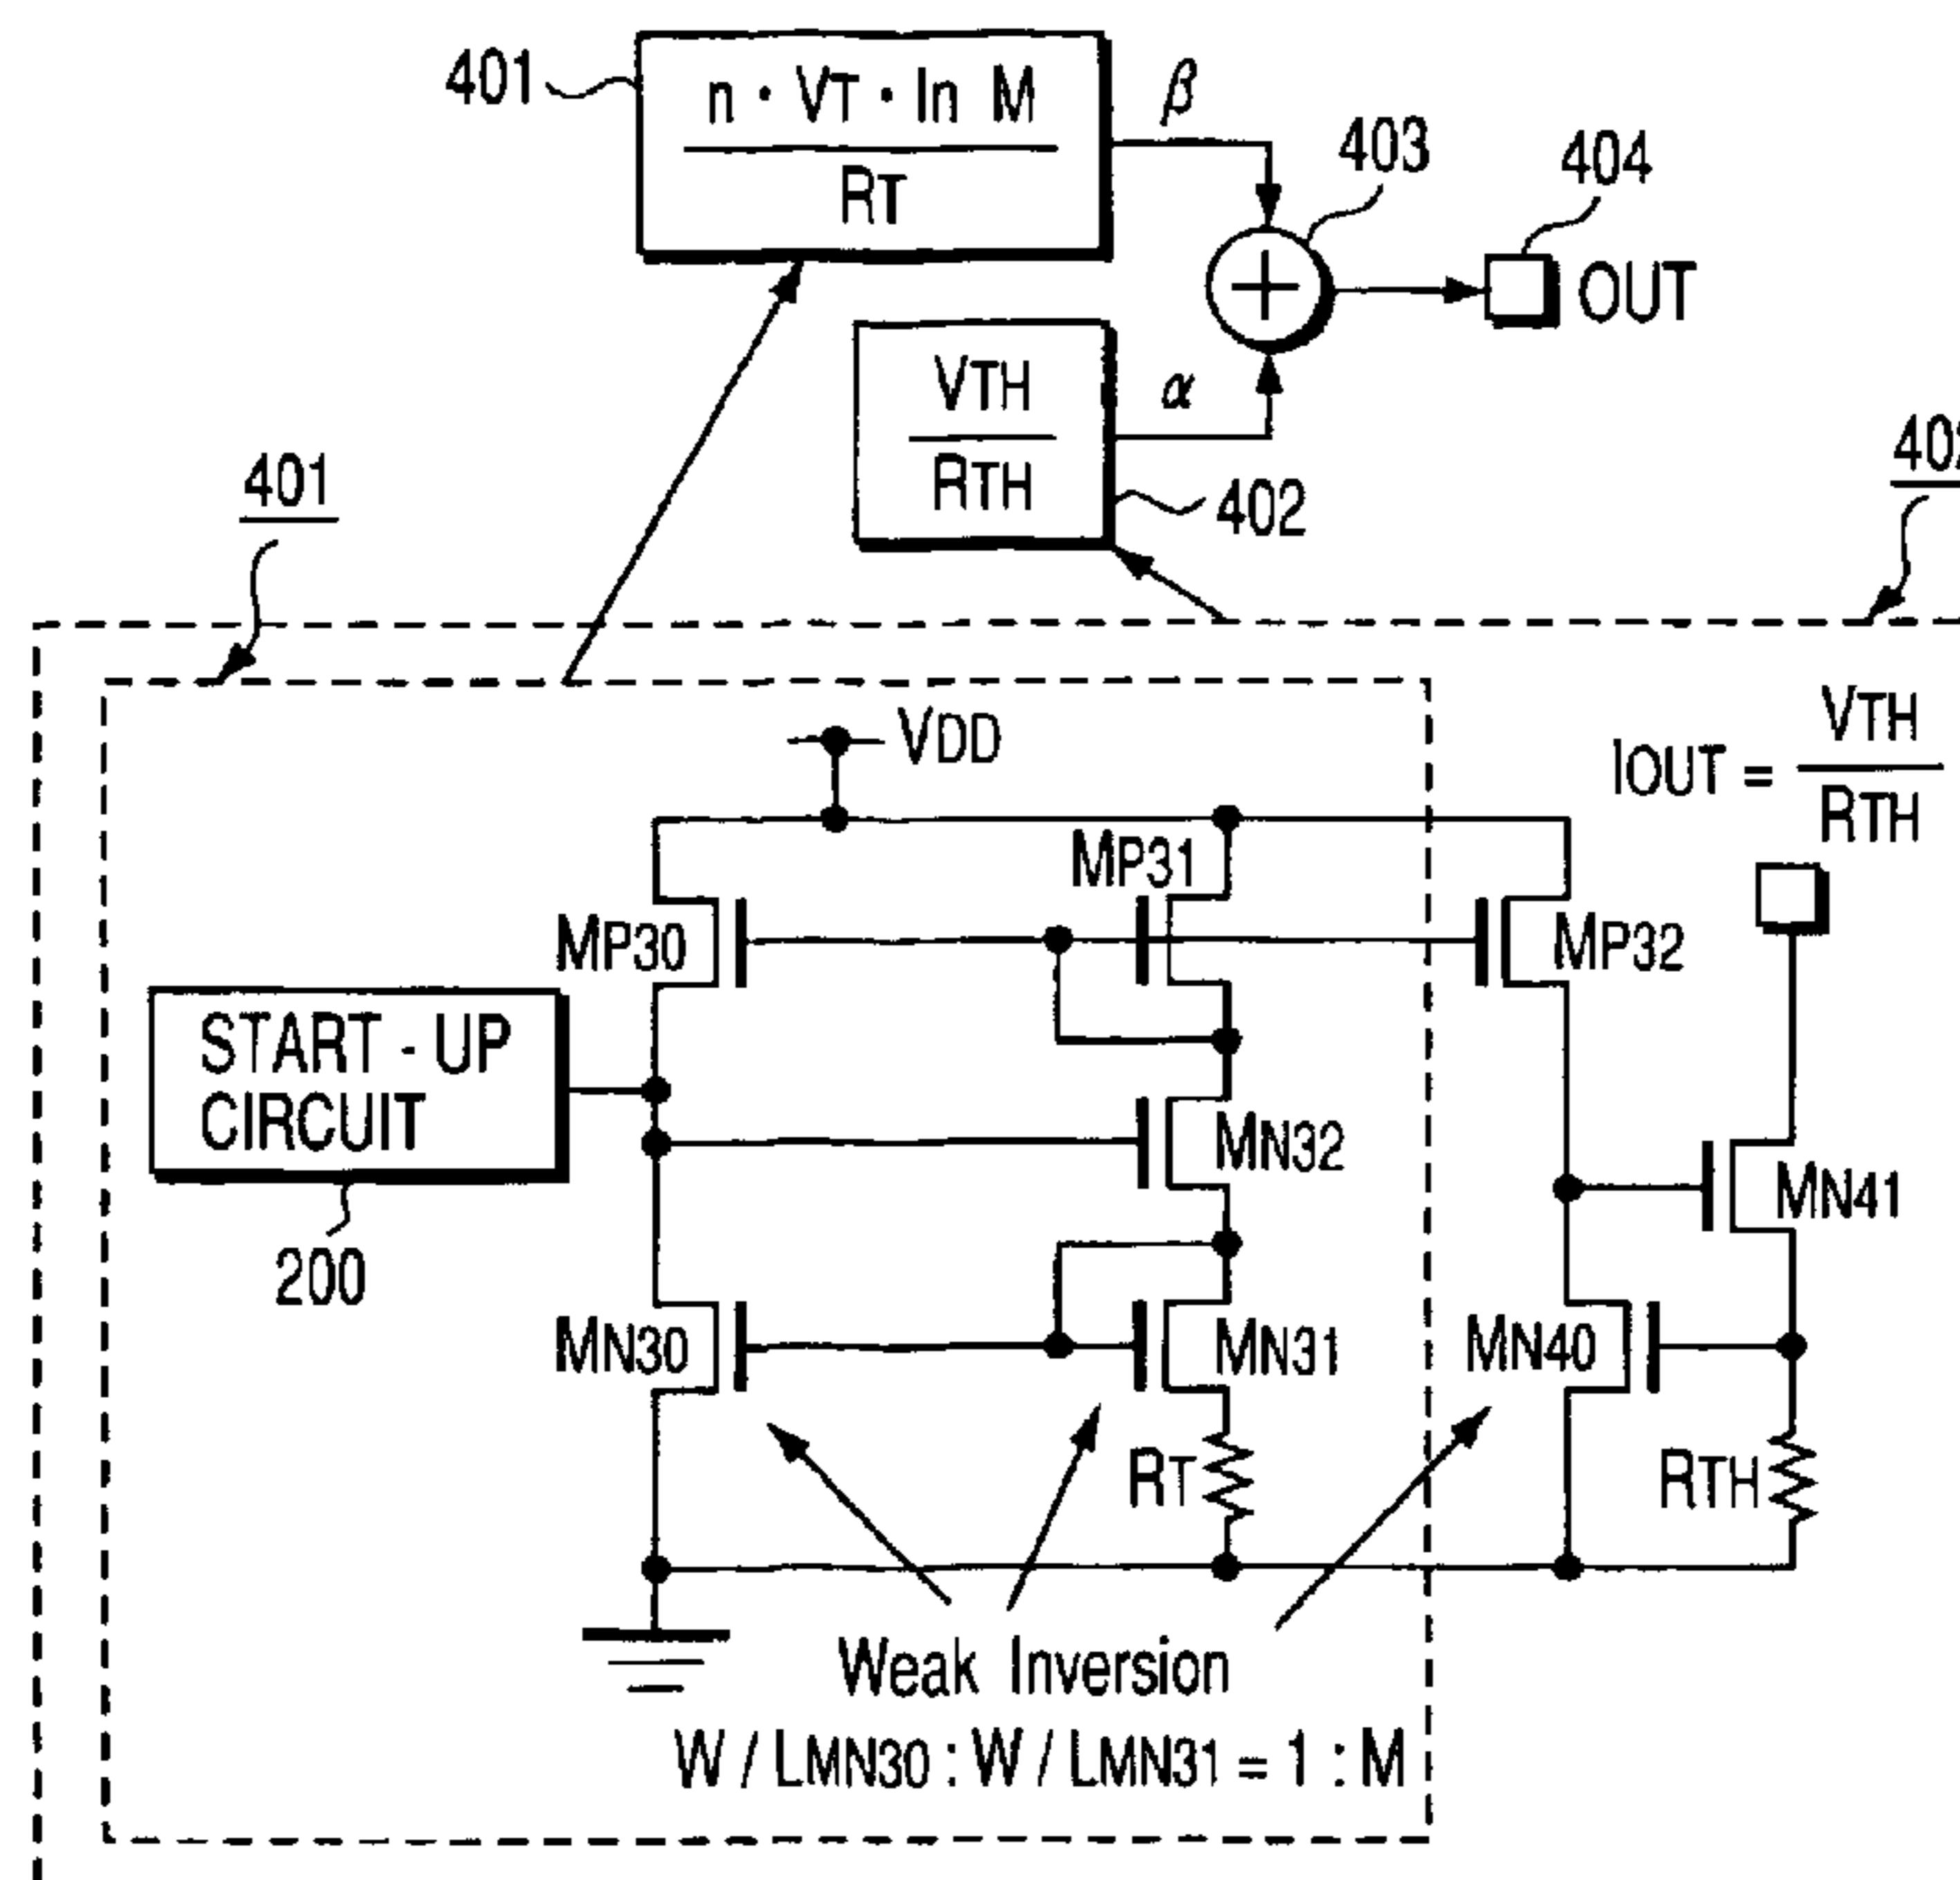 401
n · VT · ln M
RT
β
403
404
OUT
VTH
RTH
α
402
401
VDD
IOUT = VTH
RTH
MP30
MP31
MP32
START - UP
CIRCUIT
200
MN32
MN41
MN30
MN31
MN40
RT
RTH
Weak Inversion
W / LMN30 : W / LMN31 = 1 : M